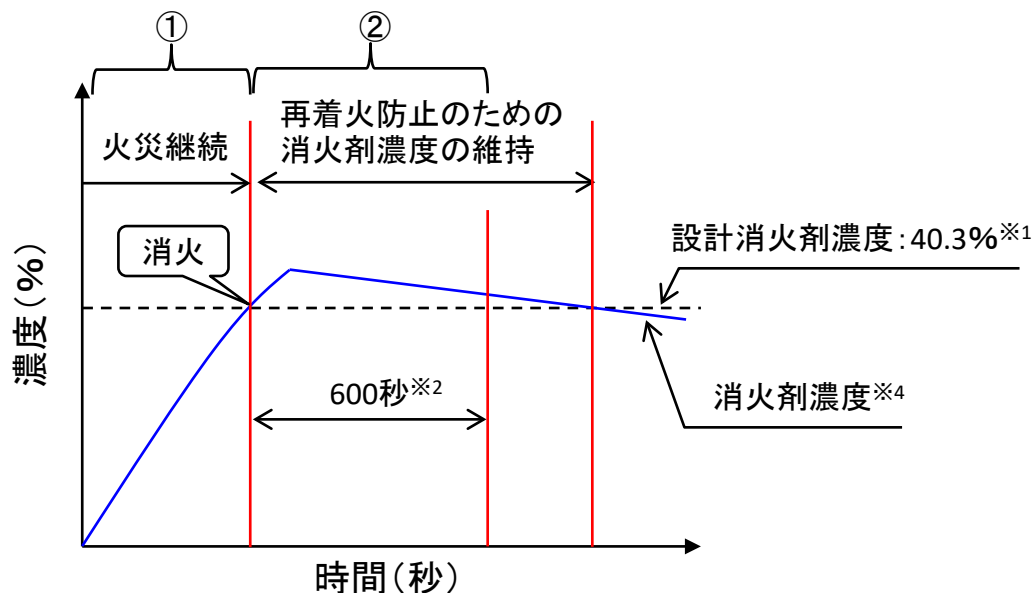 ①
②
火災継続
再着火防止のための
消火剤濃度の維持
消火
設計消火剤濃度：40.3%※1
600秒※2
消火剤濃度※4
濃度(%)
時間(秒)